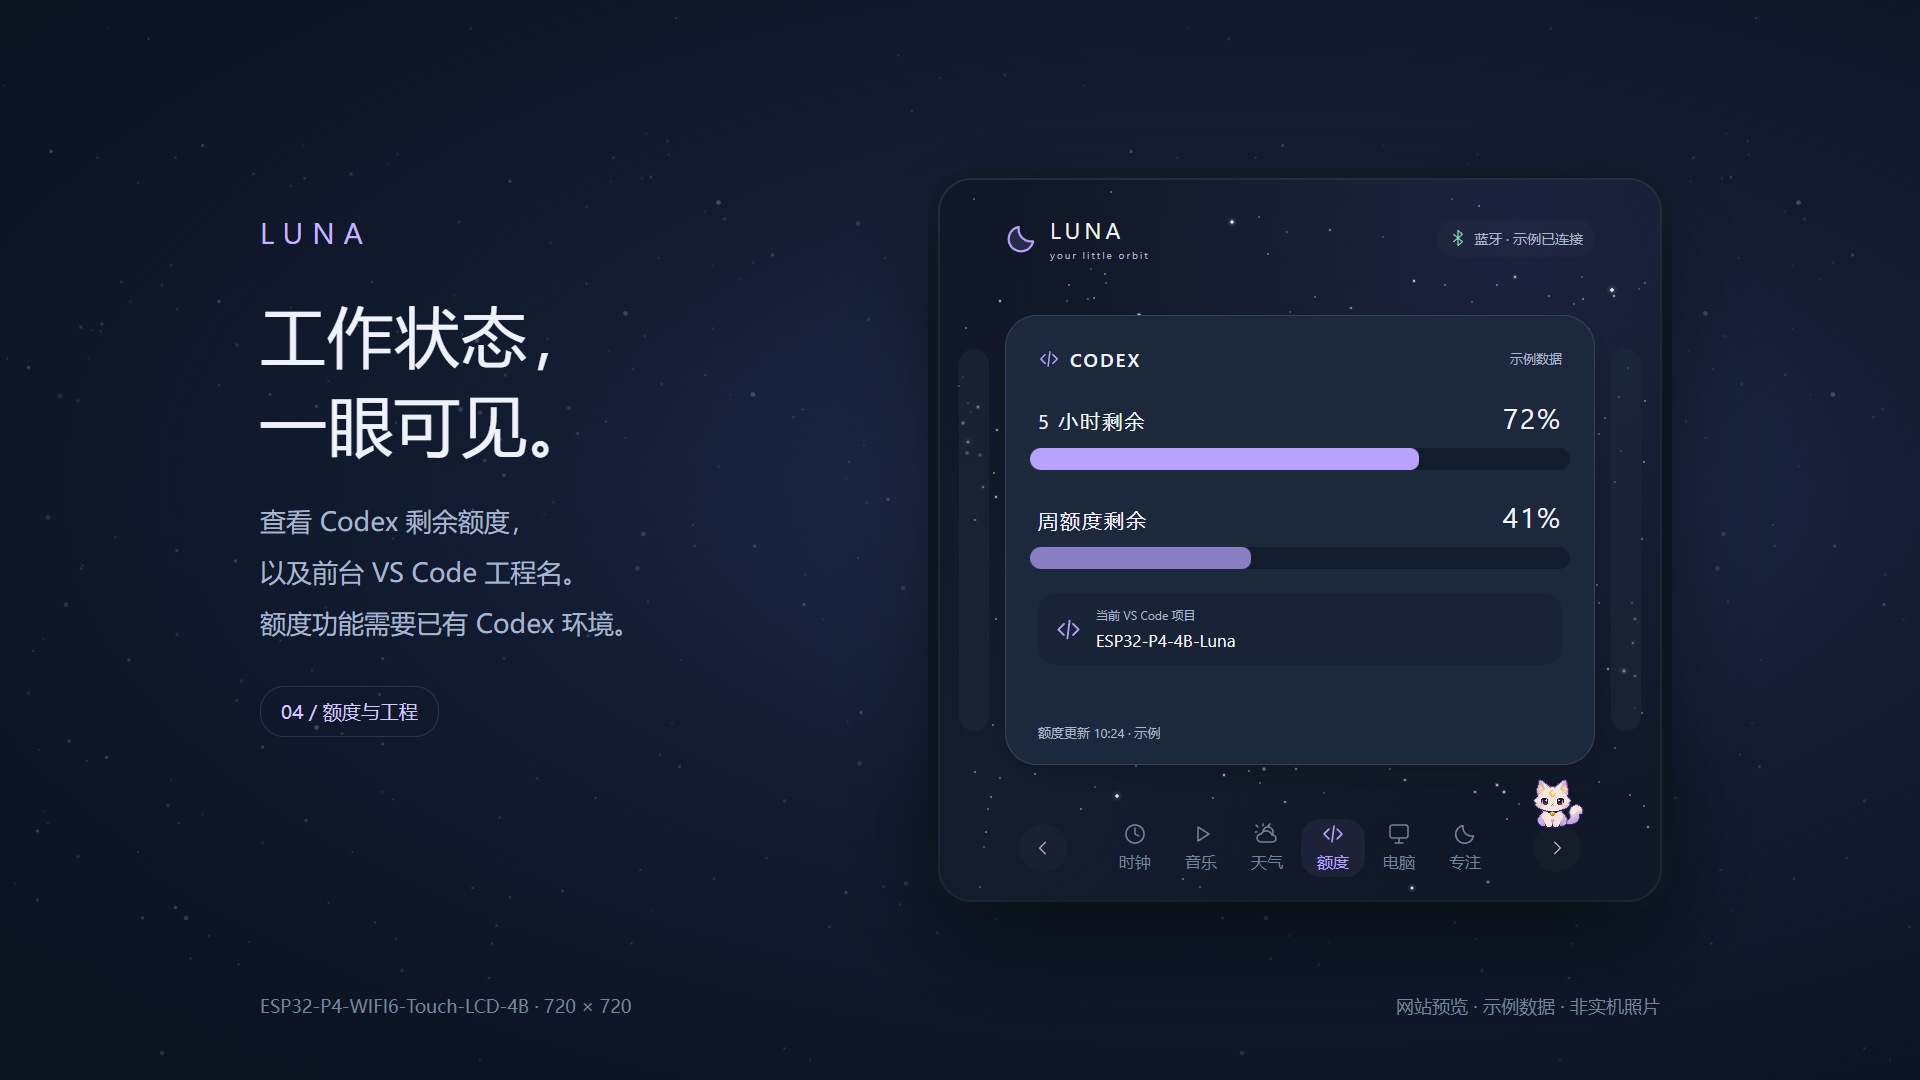 LUNA
工作状态，
一眼可见。
查看 Codex 剩余额度，
以及前台 VS Code 工程名。
额度功能需要已有 Codex 环境。
04 / 额度与工程
ESP32-P4-WIFI6-Touch-LCD-4B · 720 × 720
LUNA
your little orbit
蓝牙 · 示例已连接
CODEX
示例数据
5 小时剩余
72%
周额度剩余
41%
当前 VS Code 项目
ESP32-P4-4B-Luna
额度更新 10:24 · 示例
时钟
音乐
天气
额度
电脑
专注
网站预览 · 示例数据 · 非实机照片